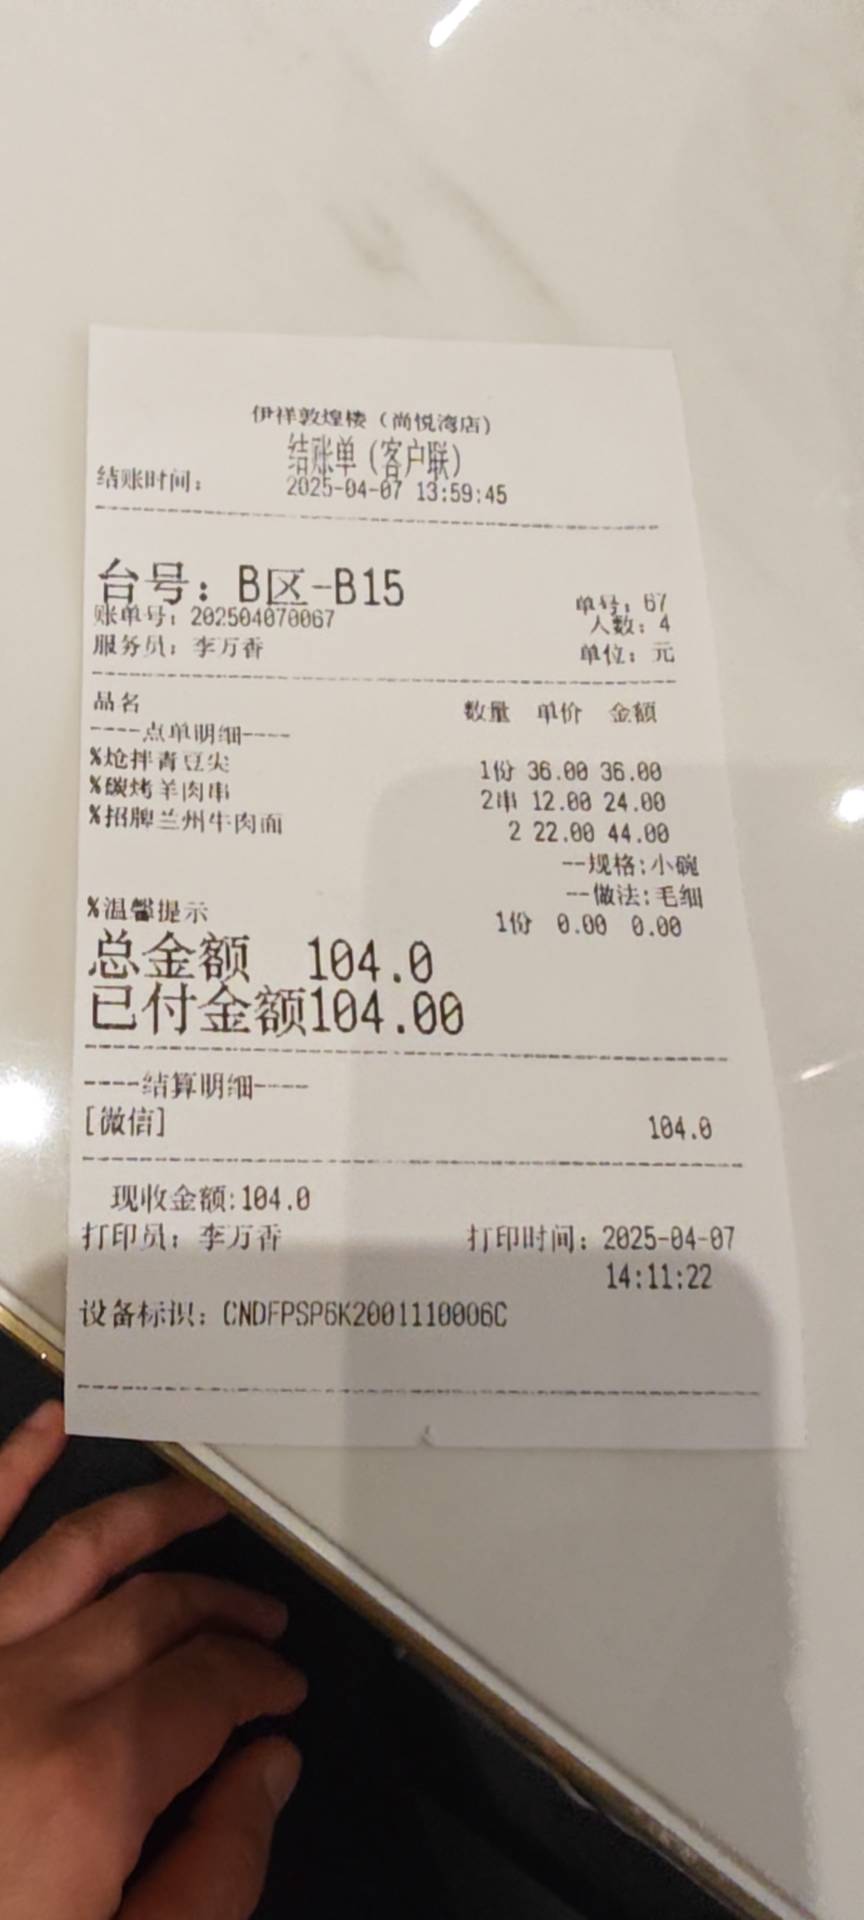 伊祥敦煌楼（尚悦湾店）
结账单（客户联）
结账时间： 2025-04-07 13:59:45
台号：B区-B15
单号：67
账单号：202504070067
人数：4
服务员：李万香
单位：元
品名 数量 单价 金额
----点单明细----
%炝拌青豆尖 1份 36.00 36.00
%碳烤羊肉串 2串 12.00 24.00
%招牌兰州牛肉面 2 22.00 44.00
--规格:小碗
--做法:毛细
%温馨提示 1份 0.00 0.00
总金额 104.0
已付金额104.00
----结算明细----
[微信] 104.0
现收金额:104.0
打印员：李万香 打印时间：2025-04-07
14:11:22
设备标识：CNDFPSP6K2001110006C